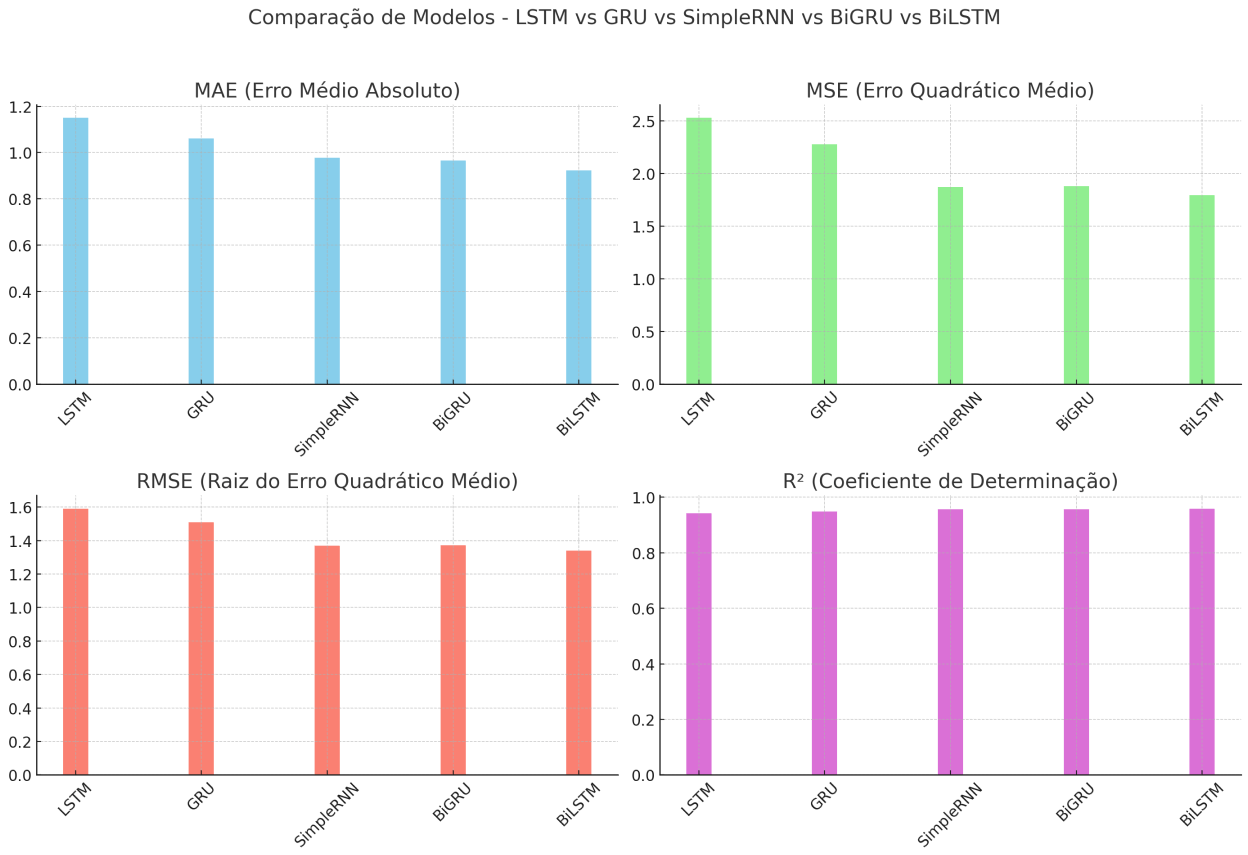 Comparação de Modelos - LSTM vs GRU vs SimpleRNN vs BiGRU vs BiLSTM
MAE (Erro Médio Absoluto)
1.2
1.0
0.8
0.6
0.4
0.2
0.0
LSTM
GRU
SimpleRNN
BiGRU
BiLSTM
MSE (Erro Quadrático Médio)
2.5
2.0
1.5
1.0
0.5
0.0
LSTM
GRU
SimpleRNN
BiGRU
BiLSTM
RMSE (Raiz do Erro Quadrático Médio)
1.6
1.4
1.2
1.0
0.8
0.6
0.4
0.2
0.0
LSTM
GRU
SimpleRNN
BiGRU
BiLSTM
R² (Coeficiente de Determinação)
1.0
0.8
0.6
0.4
0.2
0.0
LSTM
GRU
SimpleRNN
BiGRU
BiLSTM